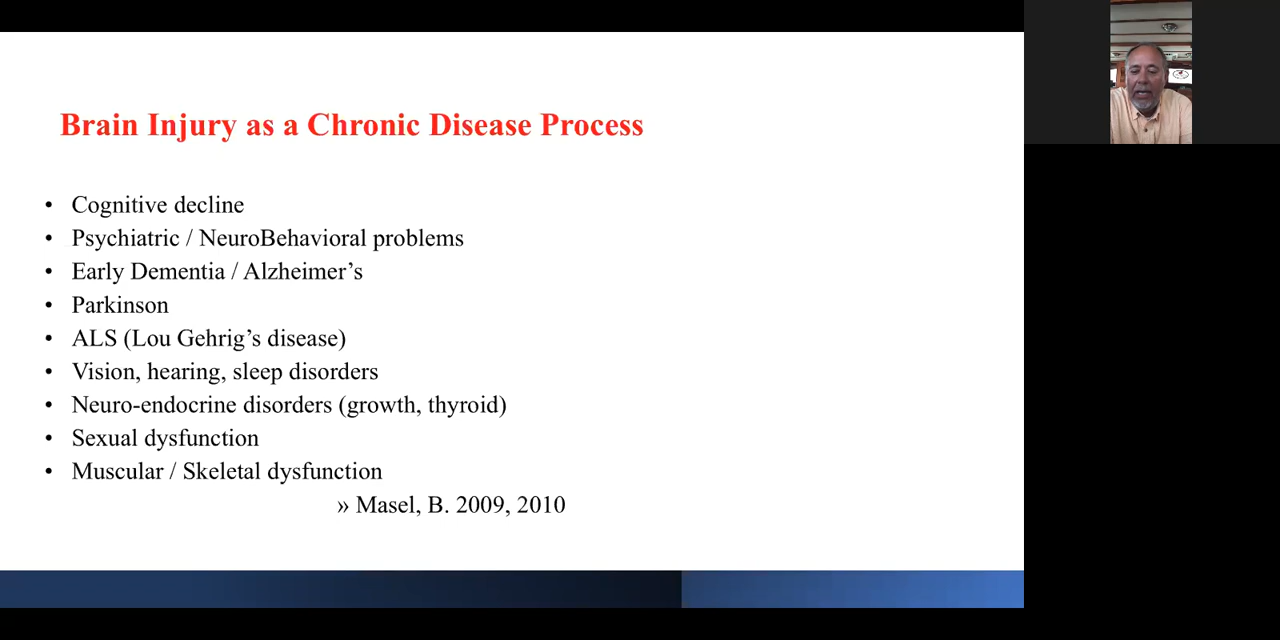 Brain Injury as a Chronic Disease Process
• Cognitive decline
• Psychiatric / NeuroBehavioral problems
• Early Dementia / Alzheimer’s
• Parkinson
• ALS (Lou Gehrig’s disease)
• Vision, hearing, sleep disorders
• Neuro-endocrine disorders (growth, thyroid)
• Sexual dysfunction
• Muscular / Skeletal dysfunction
» Masel, B. 2009, 2010